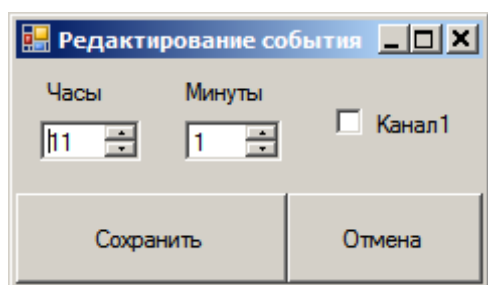 Редактирование события
Часы Минуты
11 1 Канал1
Сохранить Отмена